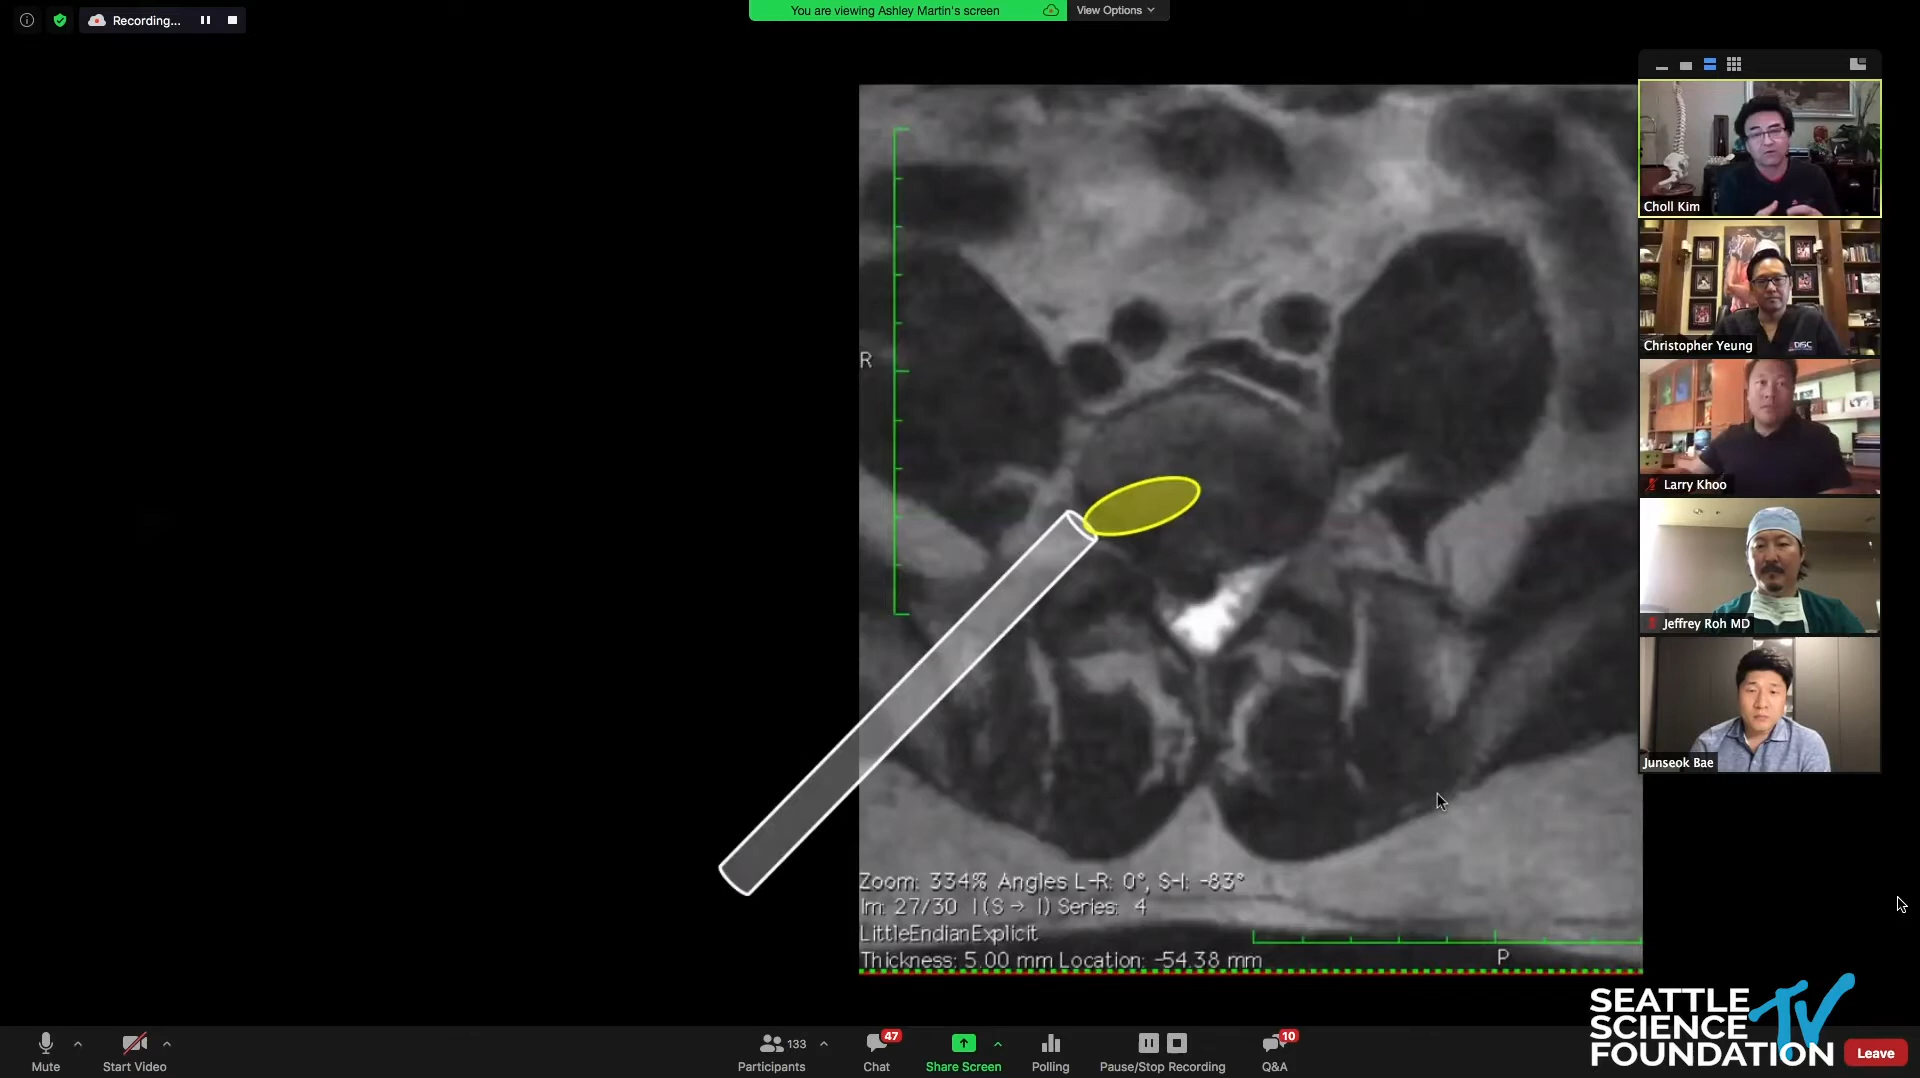 Recording...
You are viewing Ashley Martin's screen
View Options
R
Zoom: 334% Angles L-R: 0°, S-I: -83°
Im: 27/30 I (S → I) Series: 4
LittleEndianExplicit
Thickness: 5.00 mm Location: -54.38 mm
P
Choll Kim
Christopher Yeung
DISC
Larry Khoo
Jeffrey Roh MD
Junseok Bae
SEATTLE
SCIENCE
FOUNDATION
TV
Mute
Start Video
133
Participants
47
Chat
Share Screen
Polling
Pause/Stop Recording
10
Q&A
Leave